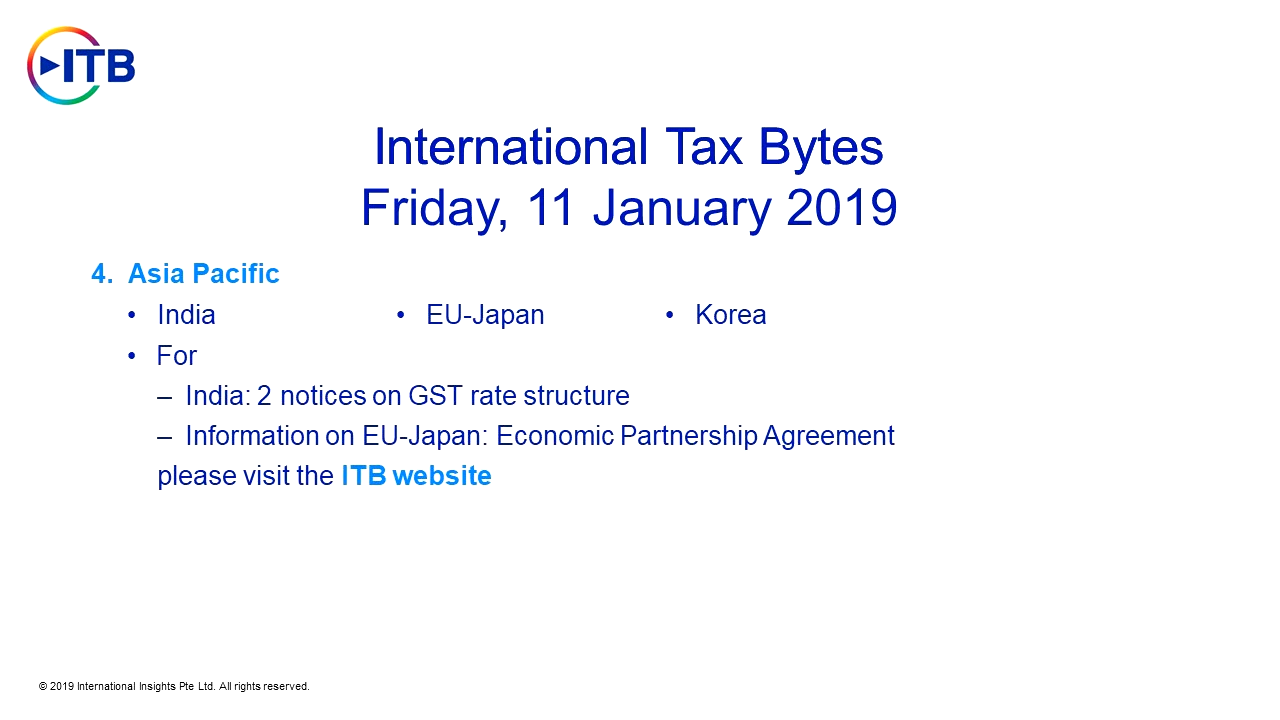 ITB
International Tax Bytes
Friday, 11 January 2019
4. Asia Pacific
• India • EU-Japan • Korea
• For
– India: 2 notices on GST rate structure
– Information on EU-Japan: Economic Partnership Agreement
please visit the ITB website
© 2019 International Insights Pte Ltd. All rights reserved.